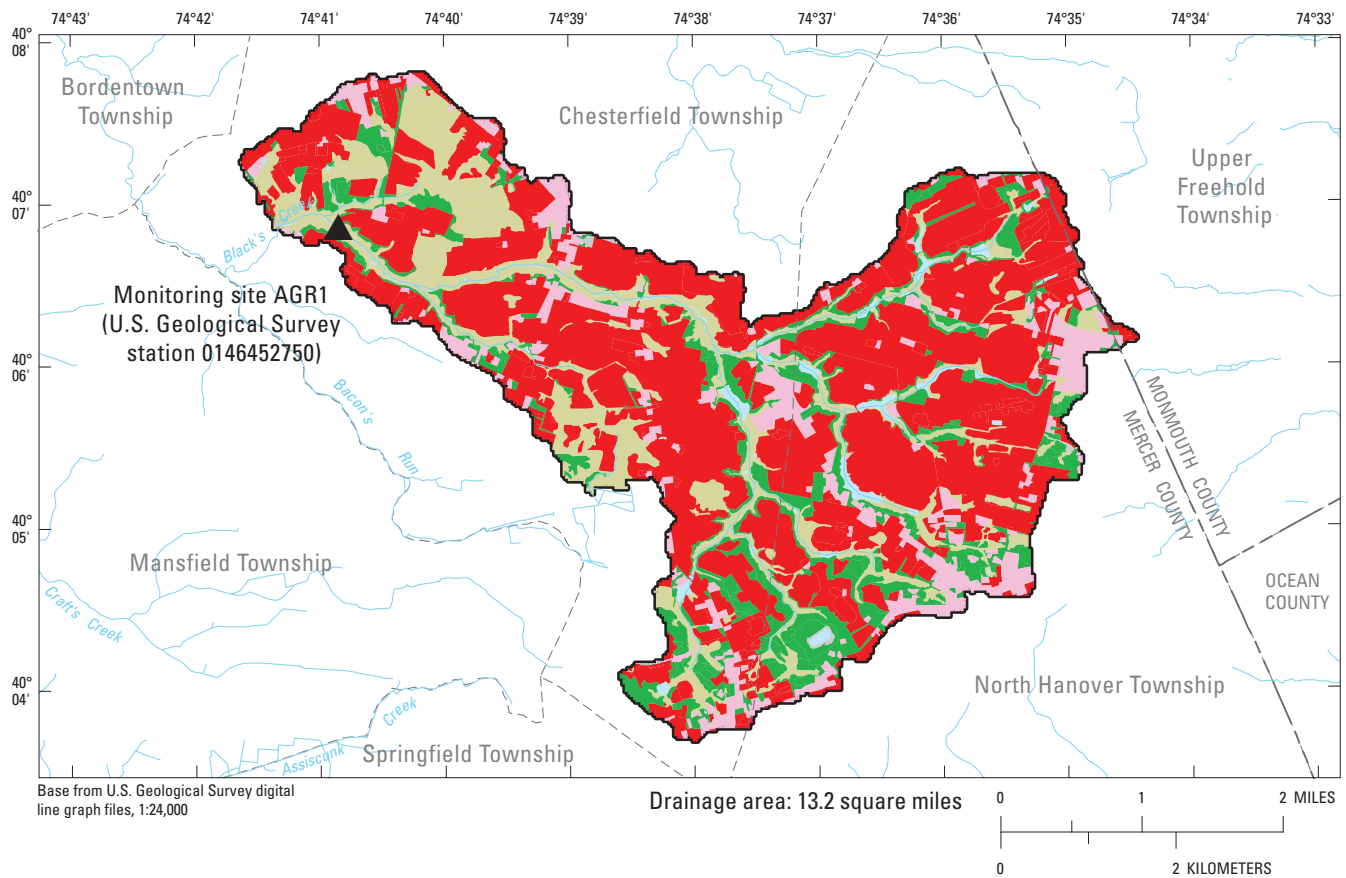 74°43' 74°42' 74°41' 74°40' 74°39' 74°38' 74°37' 74°36' 74°35' 74°34' 74°33'
40°
08'
Bordentown
Township
Chesterfield Township
Upper
Freehold
Township
40°
07'
Black's Creek
Monitoring site AGR1
(U.S. Geological Survey
station 0146452750)
40°
06'
Bacon's
Run
MONMOUTH COUNTY
MERCER COUNTY
40°
05'
Mansfield Township
OCEAN
COUNTY
Craft's Creek
40°
04'
North Hanover Township
Assiscunk Creek
Springfield Township
Base from U.S. Geological Survey digital
line graph files, 1:24,000
Drainage area: 13.2 square miles
0 1 2 MILES
0 2 KILOMETERS